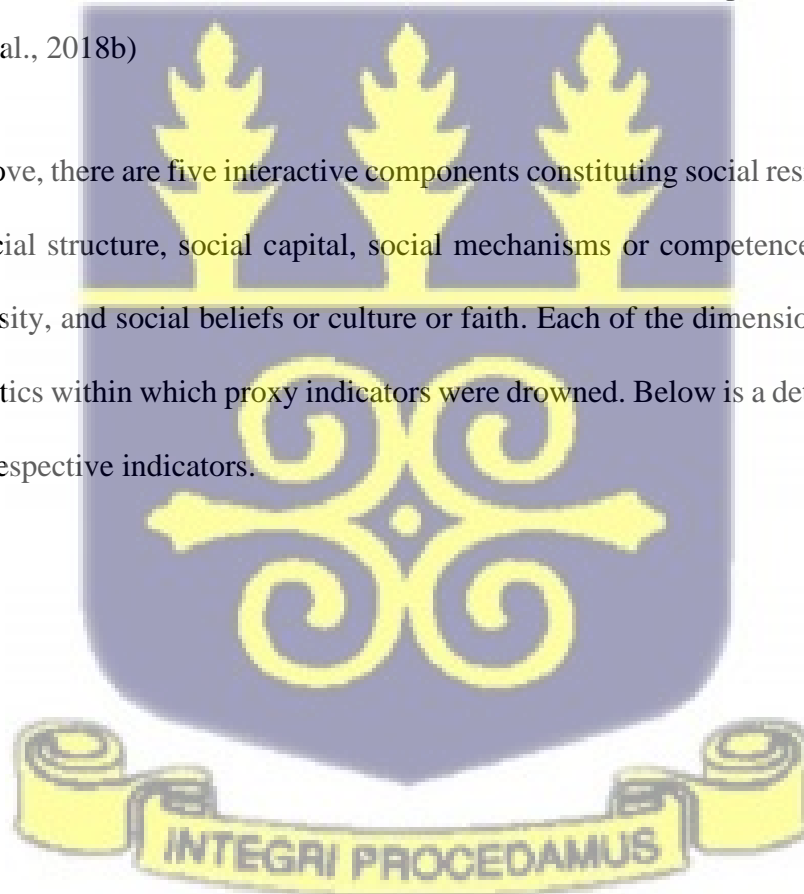 al., 2018b)
ove, there are five interactive components constituting social res
cial structure, social capital, social mechanisms or competence
sity, and social beliefs or culture or faith. Each of the dimensio
tics within which proxy indicators were drowned. Below is a de
espective indicators.
INTEGRI PROCEDAMUS